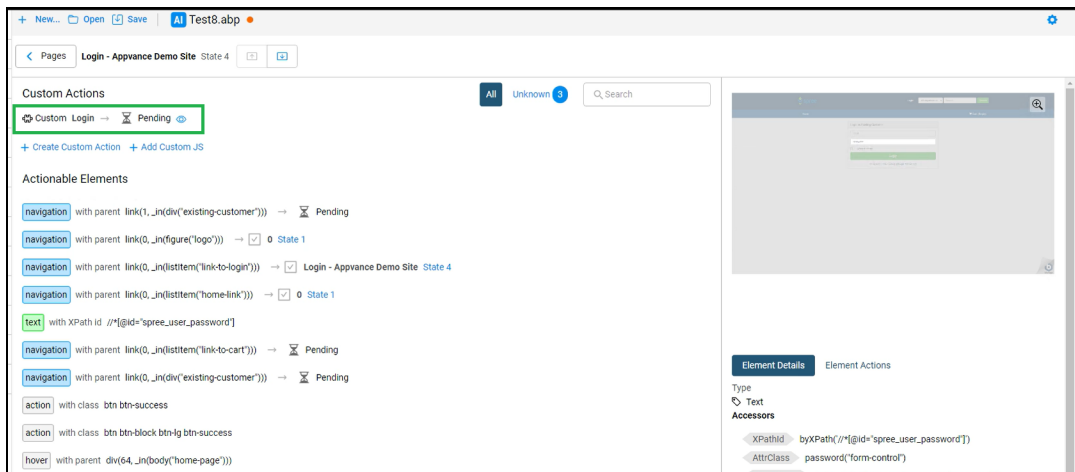 + New... Open Save AI Test8.abp
Pages Login - Appvance Demo Site State 4
Custom Actions
All Unknown 3 Search
Custom Login → Pending
+ Create Custom Action + Add Custom JS
Actionable Elements
navigation with parent link(1, _in(div("existing-customer"))) → Pending
navigation with parent link(0, _in(figure("logo"))) → 0 State 1
navigation with parent link(0, _in(listItem("link-to-login"))) → Login - Appvance Demo Site State 4
navigation with parent link(0, _in(listItem("home-link"))) → 0 State 1
text with XPath id //*[@id="spree_user_password"]
navigation with parent link(0, _in(listItem("link-to-cart"))) → Pending
navigation with parent link(0, _in(div("existing-customer"))) → Pending
action with class btn btn-success
action with class btn btn-block btn-lg btn-success
hover with parent div(64, _in(body("home-page")))
Element Details Element Actions
Type
Text
Accessors
XPathId byXPath('//*[@id="spree_user_password"]')
AttrClass password("form-control")